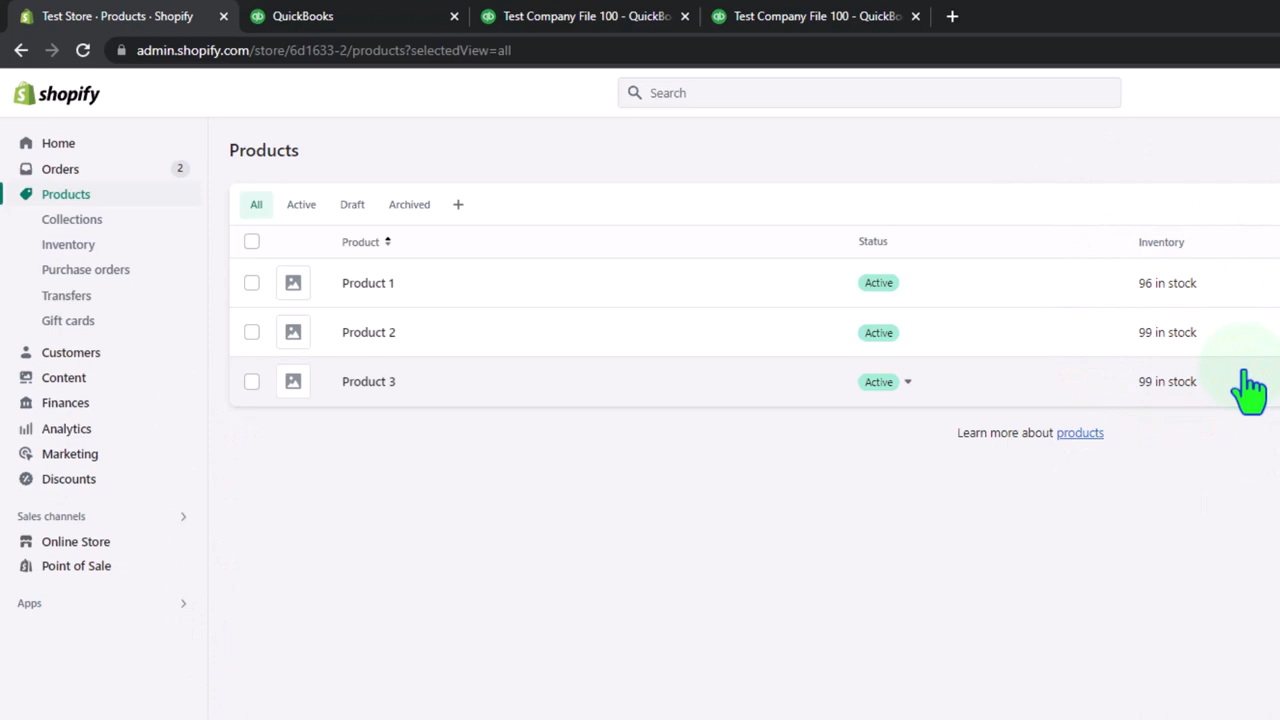 Test Store · Products · Shopify
QuickBooks
Test Company File 100 - QuickBo
Test Company File 100 - QuickBo
admin.shopify.com/store/6d1633-2/products?selectedView=all
shopify
Search
Home
Orders 2
Products
Collections
Inventory
Purchase orders
Transfers
Gift cards
Customers
Content
Finances
Analytics
Marketing
Discounts
Sales channels
Online Store
Point of Sale
Apps
Products
All Active Draft Archived +
Product Status Inventory
Product 1 Active 96 in stock
Product 2 Active 99 in stock
Product 3 Active 99 in stock
Learn more about products